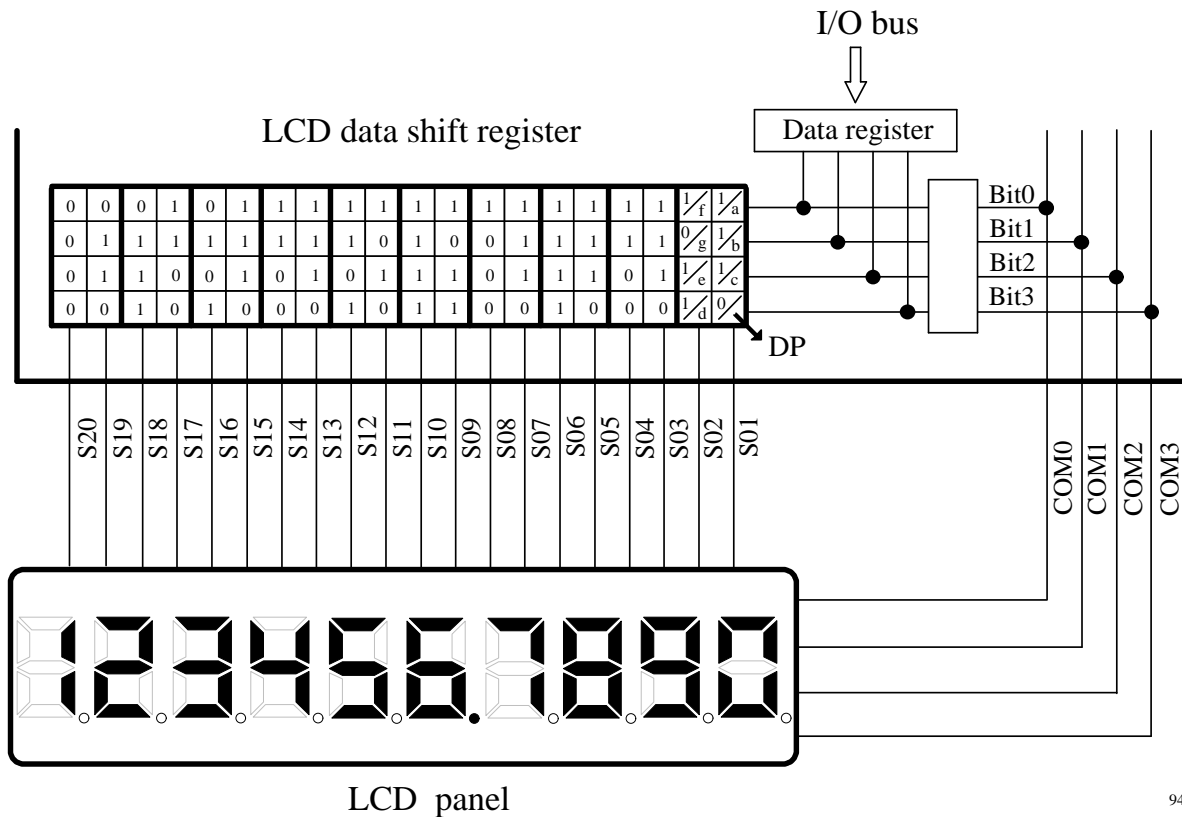 I/O bus
LCD data shift register
Data register
0 0 0 1 0 1 1 1 1 1 1 1 1 1 1 1 1 1 1/f 1/a
0 1 1 1 1 1 1 1 1 0 1 0 0 1 1 1 1 1 0/g 1/b
0 1 1 0 0 1 0 1 0 1 1 1 0 1 1 1 0 1 1/e 1/c
0 0 1 0 1 0 0 0 1 0 1 1 0 0 1 0 0 0 1/d 0/
Bit0
Bit1
Bit2
Bit3
DP
S20 S19 S18 S17 S16 S15 S14 S13 S12 S11 S10 S09 S08 S07 S06 S05 S04 S03 S02 S01
COM0 COM1 COM2 COM3
123456.7890
LCD panel
94